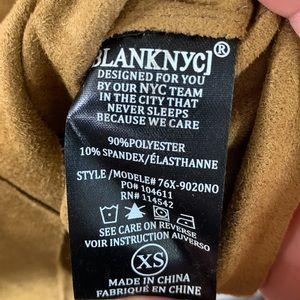 BLANKNYC]®
DESIGNED FOR YOU
BY OUR NYC TEAM
IN THE CITY THAT
NEVER SLEEPS
BECAUSE WE CARE
90%POLYESTER
10% SPANDEX/ÉLASTHANNE
STYLE/MODELE# 76X-9020NO
PO# 104611
RN# 114542
SEE CARE ON REVERSE
VOIR INSTRUCTION AU VERSO
XS
MADE IN CHINA
FABRIQUÉ EN CHINE